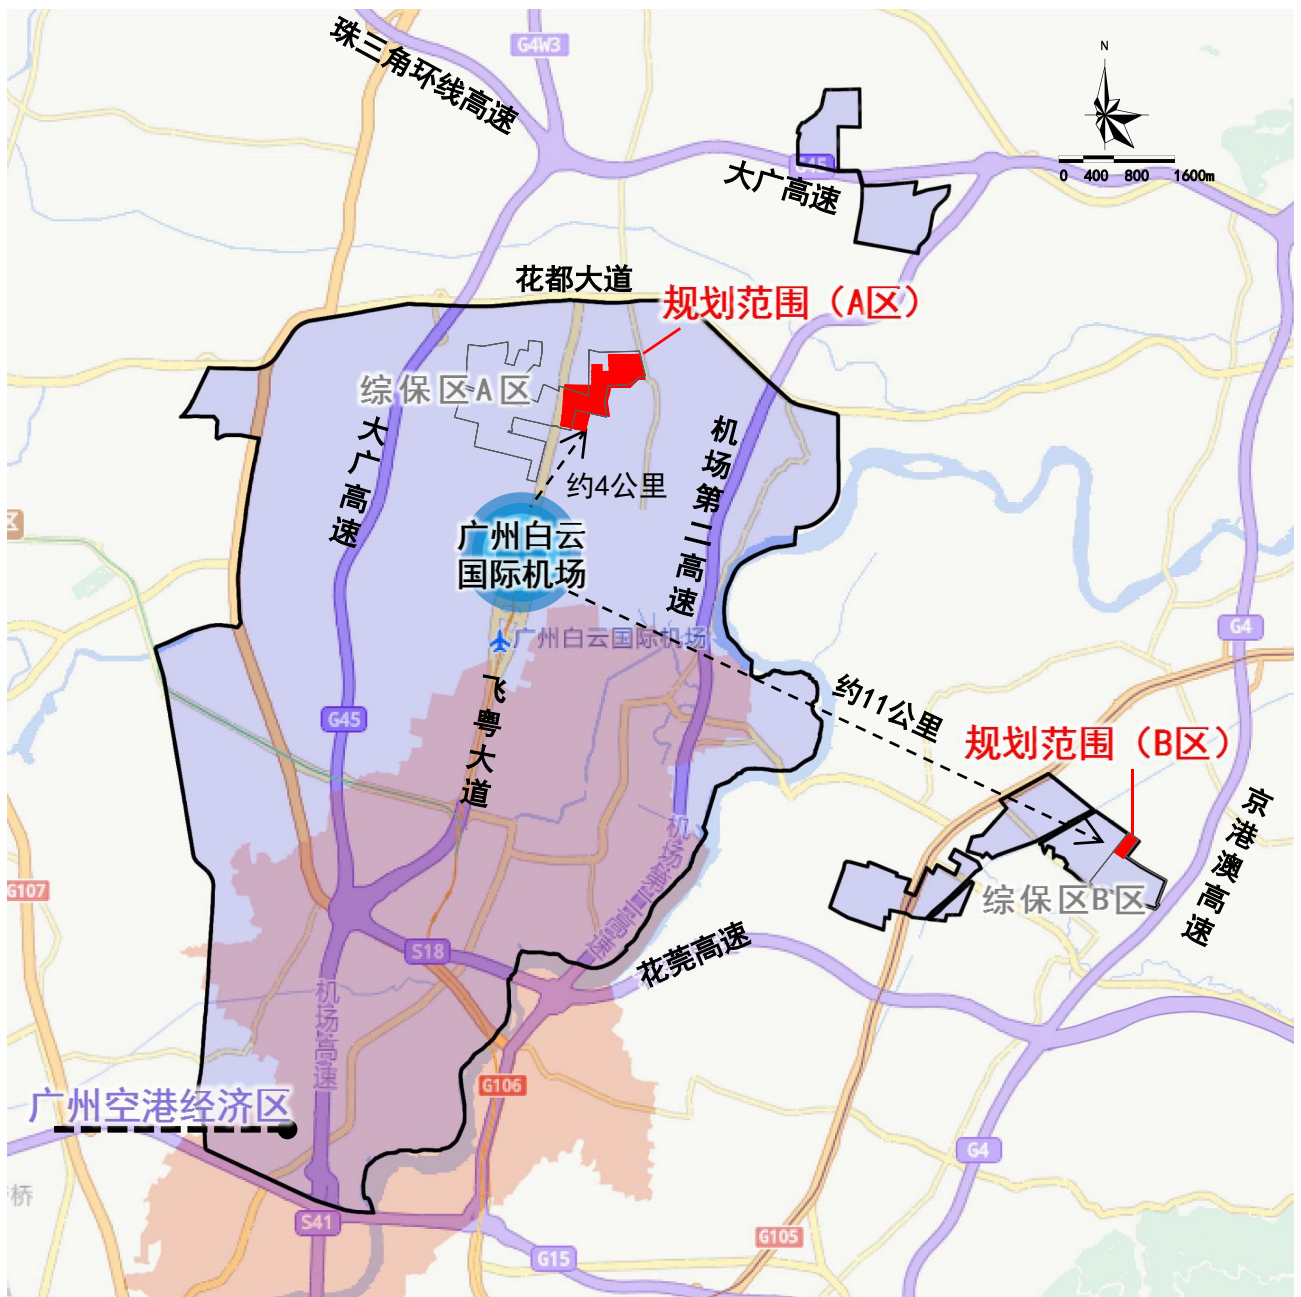 珠三角环线高速
G4W3
N
0 400 800 1600m
G45
大广高速
花都大道
规划范围（A区）
综保区A区
大广高速
机场第二高速
约4公里
区
广州白云
国际机场
广州白云国际机场
G4
飞粤大道
约11公里
G45
规划范围（B区）
京港澳高速
机场第二高速
G107
综保区B区
S18
花莞高速
机场高速
G106
广州空港经济区
G4
桥
S41
G105
G15